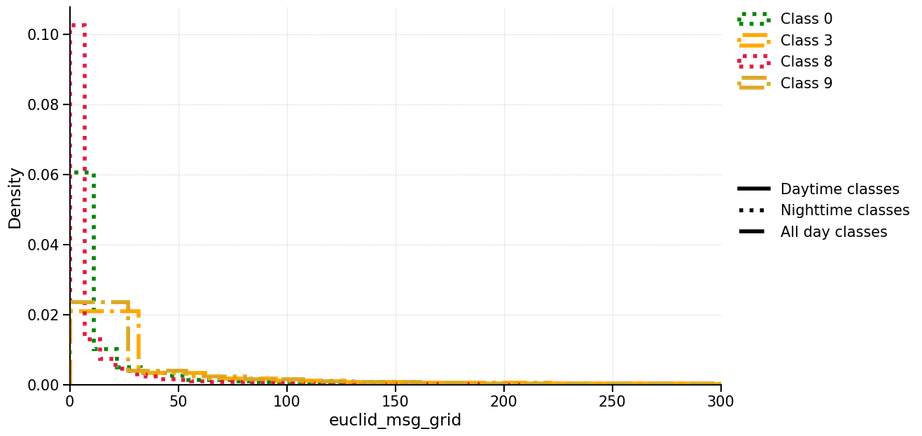 0.10
0.08
0.06
0.04
0.02
0.00
Density
0 50 100 150 200 250 300
euclid_msg_grid
Class 0
Class 3
Class 8
Class 9
Daytime classes
Nighttime classes
All day classes